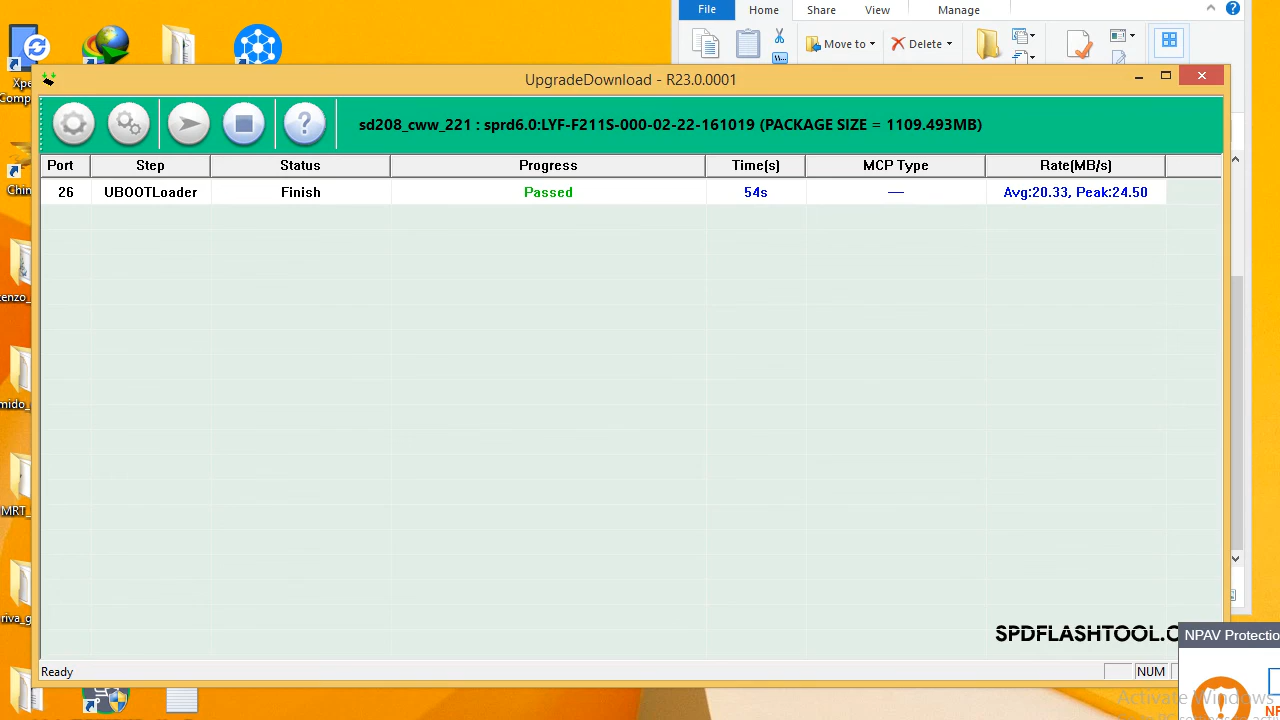 File Home Share View Manage
Move to Delete
Xpe
Comp
UpgradeDownload - R23.0.0001
sd208_cww_221 : sprd6.0:LYF-F211S-000-02-22-161019 (PACKAGE SIZE = 1109.493MB)
Port Step Status Progress Time(s) MCP Type Rate(MB/s)
26 UBOOTLoader Finish Passed 54s — Avg:20.33, Peak:24.50
Chin
enzo_
mido_
MRT_
riva_g
SPDFLASHTOOL.C
NPAV Protectio
Ready NUM
Activate Windows
NP